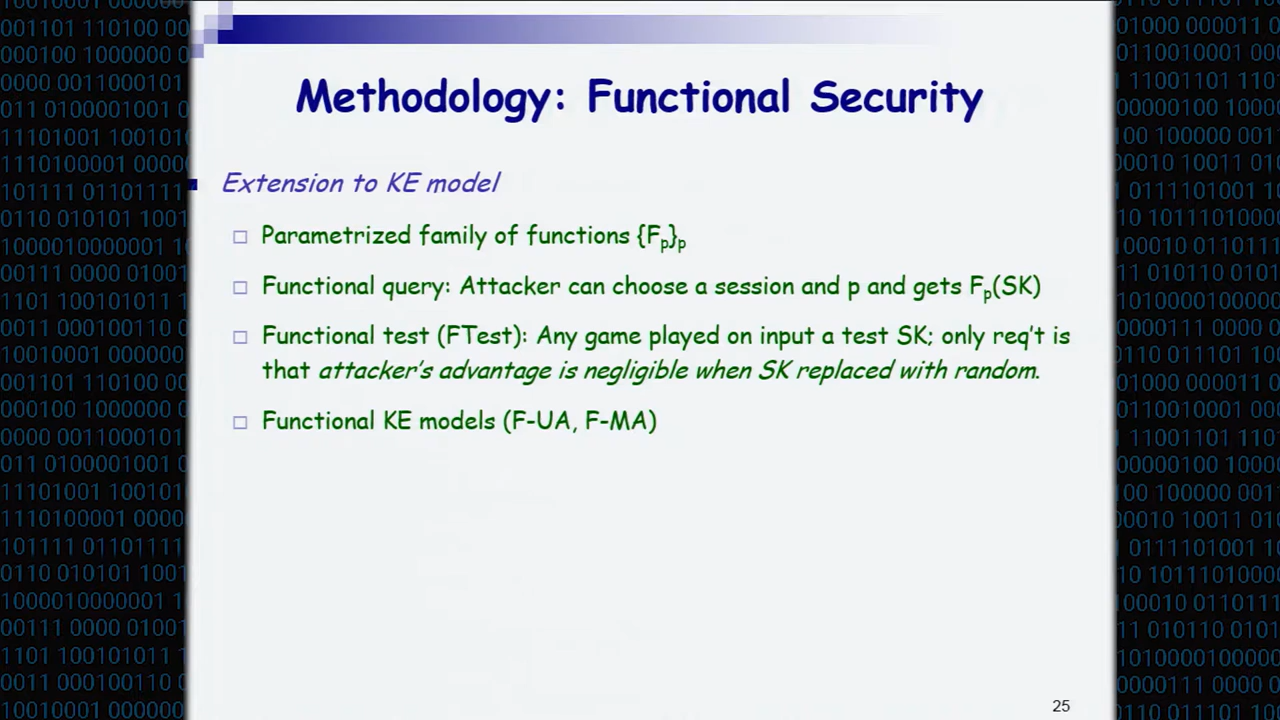 Methodology: Functional Security
Extension to KE model
Parametrized family of functions {Fp}p
Functional query: Attacker can choose a session and p and gets Fp(SK)
Functional test (FTest): Any game played on input a test SK; only req't is
that attacker's advantage is negligible when SK replaced with random.
Functional KE models (F-UA, F-MA)
25